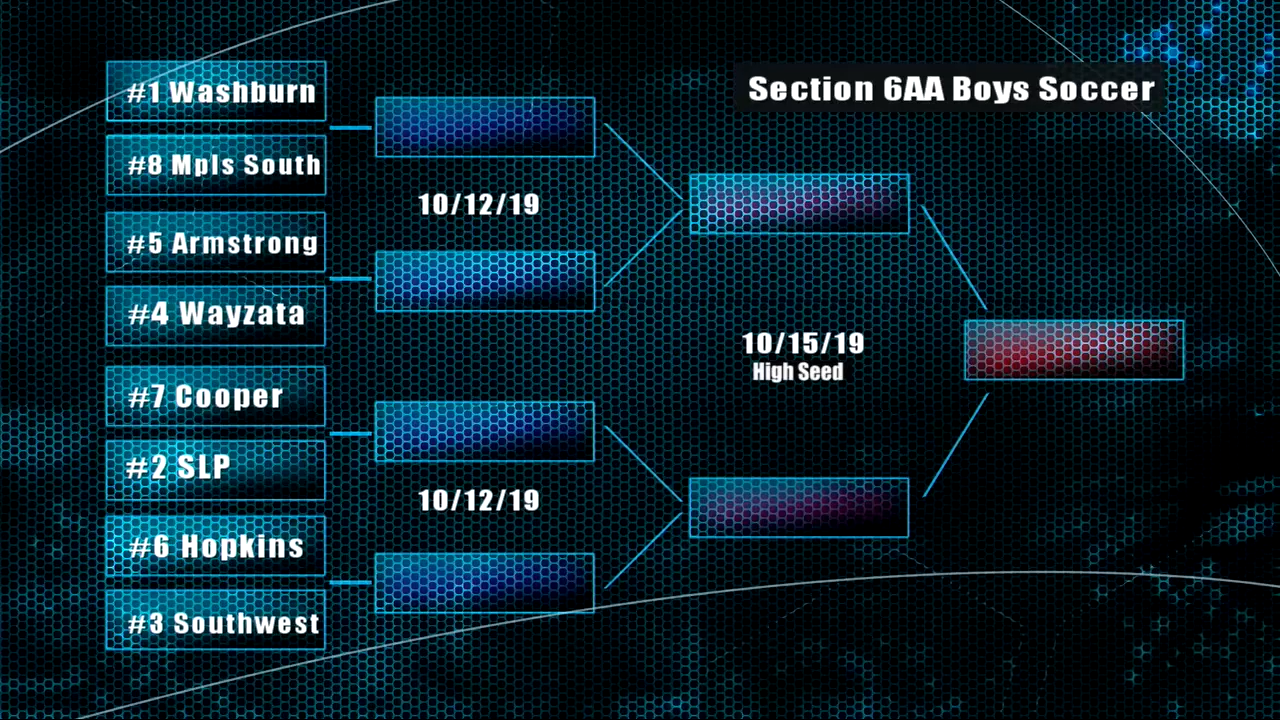 Section 6AA Boys Soccer
#1 Washburn
#8 Mpls South
#5 Armstrong
#4 Wayzata
#7 Cooper
#2 SLP
#6 Hopkins
#3 Southwest
10/12/19
10/12/19
10/15/19
High Seed